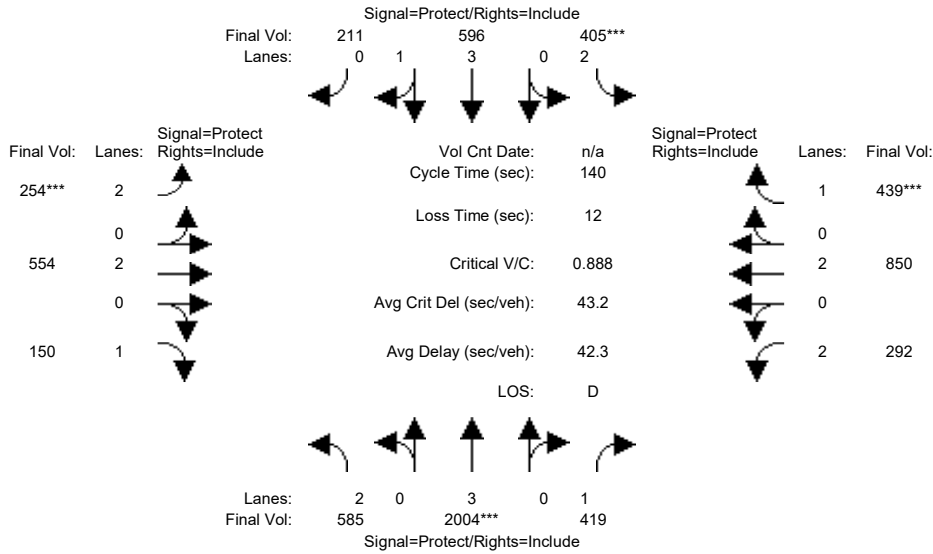 Signal=Protect/Rights=Include
Final Vol: 211 596 405***
Lanes: 0 1 3 0 2
Signal=Protect
Final Vol: Lanes: Rights=Include
Vol Cnt Date: n/a
Signal=Protect
Rights=Include Lanes: Final Vol:
Cycle Time (sec): 140
254*** 2
1 439***
Loss Time (sec): 12
0
0
554 2
Critical V/C: 0.888
2 850
0
Avg Crit Del (sec/veh): 43.2
0
150 1
Avg Delay (sec/veh): 42.3
2 292
LOS: D
Lanes: 2 0 3 0 1
Final Vol: 585 2004*** 419
Signal=Protect/Rights=Include